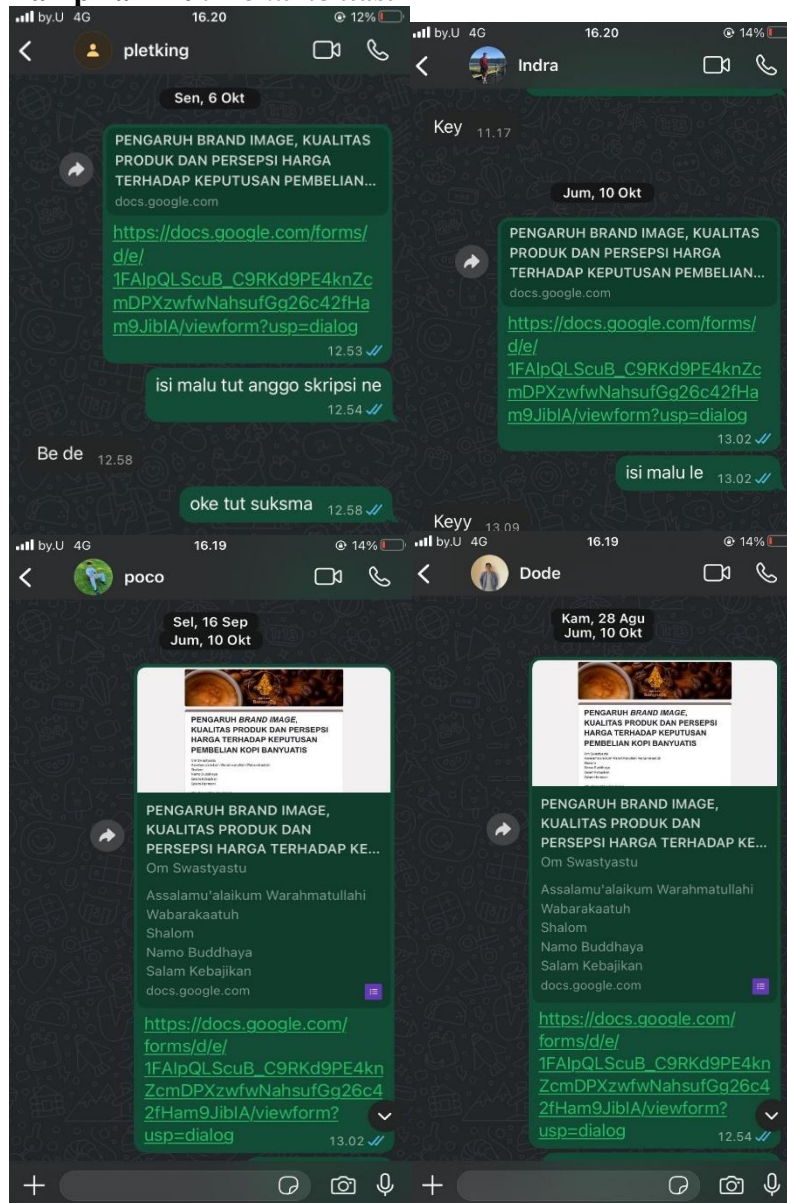 by.U 4G 16.20 12%
pletking
Sen, 6 Okt
PENGARUH BRAND IMAGE, KUALITAS
PRODUK DAN PERSEPSI HARGA
TERHADAP KEPUTUSAN PEMBELIAN...
docs.google.com
https://docs.google.com/forms/
d/e/
1FAIpQLScuB_C9RKd9PE4knZc
mDPXzwfwNahsufGg26c42fHa
m9JibIA/viewform?usp=dialog
12.53
isi malu tut anggo skripsi ne
12.54
Be de 12.58
oke tut suksma 12.58
by.U 4G 16.20 14%
Indra
Key 11.17
Jum, 10 Okt
PENGARUH BRAND IMAGE, KUALITAS
PRODUK DAN PERSEPSI HARGA
TERHADAP KEPUTUSAN PEMBELIAN...
docs.google.com
https://docs.google.com/forms/
d/e/
1FAIpQLScuB_C9RKd9PE4knZc
mDPXzwfwNahsufGg26c42fHa
m9JibIA/viewform?usp=dialog
13.02
isi malu le 13.02
Keyy 13.09
by.U 4G 16.19 14%
poco
Sel, 16 Sep
Jum, 10 Okt
PENGARUH BRAND IMAGE,
KUALITAS PRODUK DAN PERSEPSI
HARGA TERHADAP KEPUTUSAN
PEMBELIAN KOPI BANYUATIS
PENGARUH BRAND IMAGE,
KUALITAS PRODUK DAN
PERSEPSI HARGA TERHADAP KE...
Om Swastyastu
Assalamu'alaikum Warahmatullahi
Wabarakaatuh
Shalom
Namo Buddhaya
Salam Kebajikan
docs.google.com
https://docs.google.com/
forms/d/e/
1FAIpQLScuB_C9RKd9PE4kn
ZcmDPXzwfwNahsufGg26c4
2fHam9JibIA/viewform?
usp=dialog
13.02
by.U 4G 16.19 14%
Dode
Kam, 28 Agu
Jum, 10 Okt
PENGARUH BRAND IMAGE,
KUALITAS PRODUK DAN PERSEPSI
HARGA TERHADAP KEPUTUSAN
PEMBELIAN KOPI BANYUATIS
PENGARUH BRAND IMAGE,
KUALITAS PRODUK DAN
PERSEPSI HARGA TERHADAP KE...
Om Swastyastu
Assalamu'alaikum Warahmatullahi
Wabarakaatuh
Shalom
Namo Buddhaya
Salam Kebajikan
docs.google.com
https://docs.google.com/
forms/d/e/
1FAIpQLScuB_C9RKd9PE4kn
ZcmDPXzwfwNahsufGg26c4
2fHam9JibIA/viewform?
usp=dialog
12.54